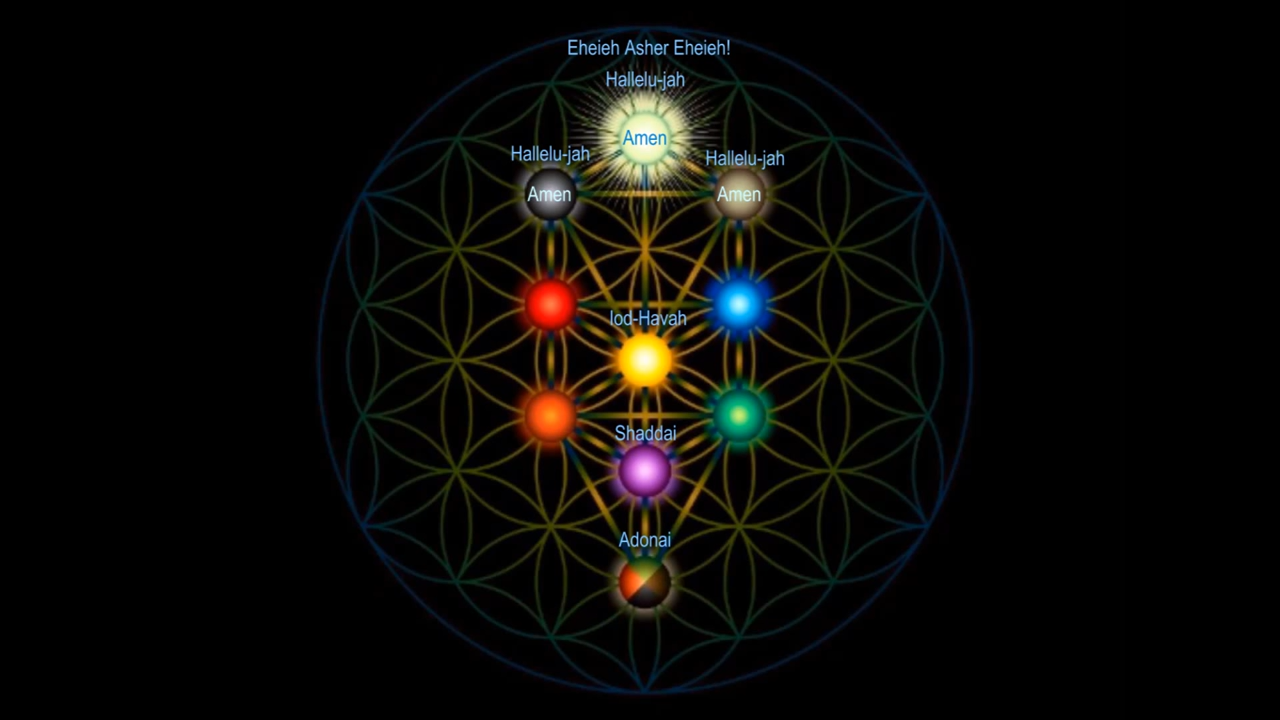 Eheieh Asher Eheieh!
Hallelu-jah
Amen
Hallelu-jah
Hallelu-jah
Amen
Amen
Iod-Havah
Shaddai
Adonai